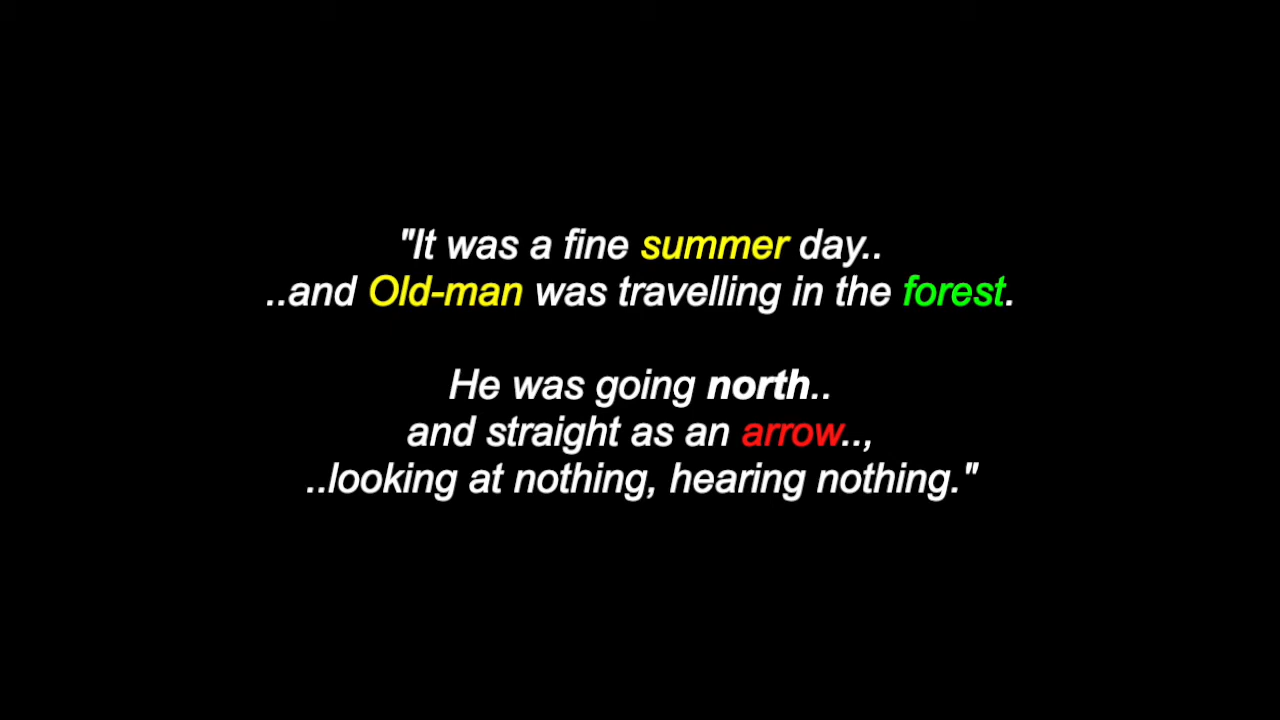 "It was a fine summer day..
..and Old-man was travelling in the forest.
He was going north..
and straight as an arrow..,
..looking at nothing, hearing nothing."